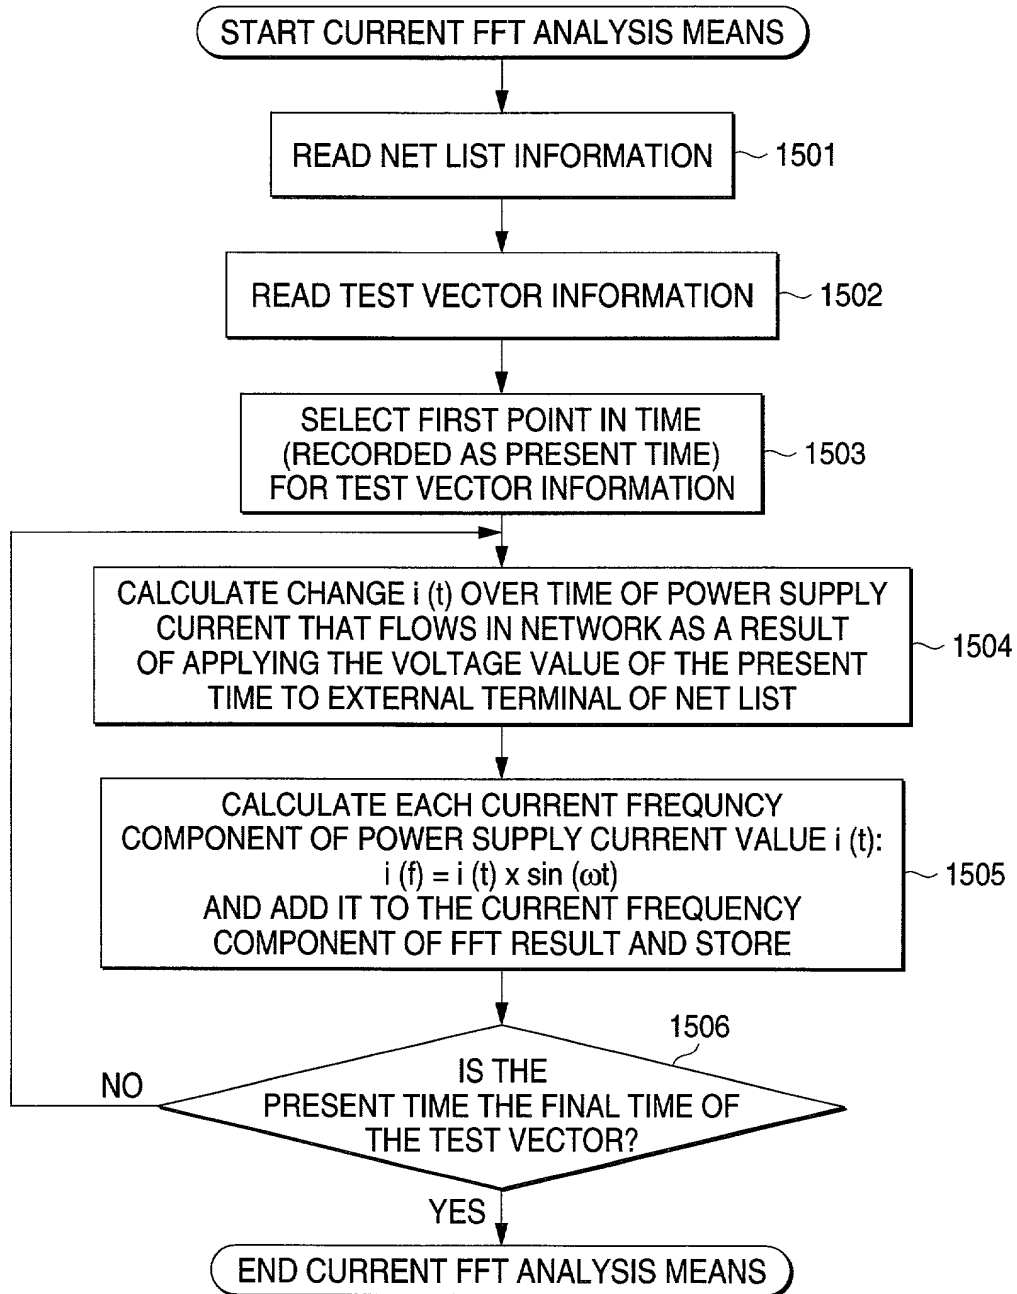 START CURRENT FFT ANALYSIS MEANS
READ NET LIST INFORMATION
1501
READ TEST VECTOR INFORMATION
1502
SELECT FIRST POINT IN TIME
(RECORDED AS PRESENT TIME)
FOR TEST VECTOR INFORMATION
1503
CALCULATE CHANGE i (t) OVER TIME OF POWER SUPPLY
CURRENT THAT FLOWS IN NETWORK AS A RESULT
OF APPLYING THE VOLTAGE VALUE OF THE PRESENT
TIME TO EXTERNAL TERMINAL OF NET LIST
1504
CALCULATE EACH CURRENT FREQUNCY
COMPONENT OF POWER SUPPLY CURRENT VALUE i (t):
i (f) = i (t) x sin (ωt)
AND ADD IT TO THE CURRENT FREQUENCY
COMPONENT OF FFT RESULT AND STORE
1505
1506
IS THE
PRESENT TIME THE FINAL TIME OF
THE TEST VECTOR?
NO
YES
END CURRENT FFT ANALYSIS MEANS